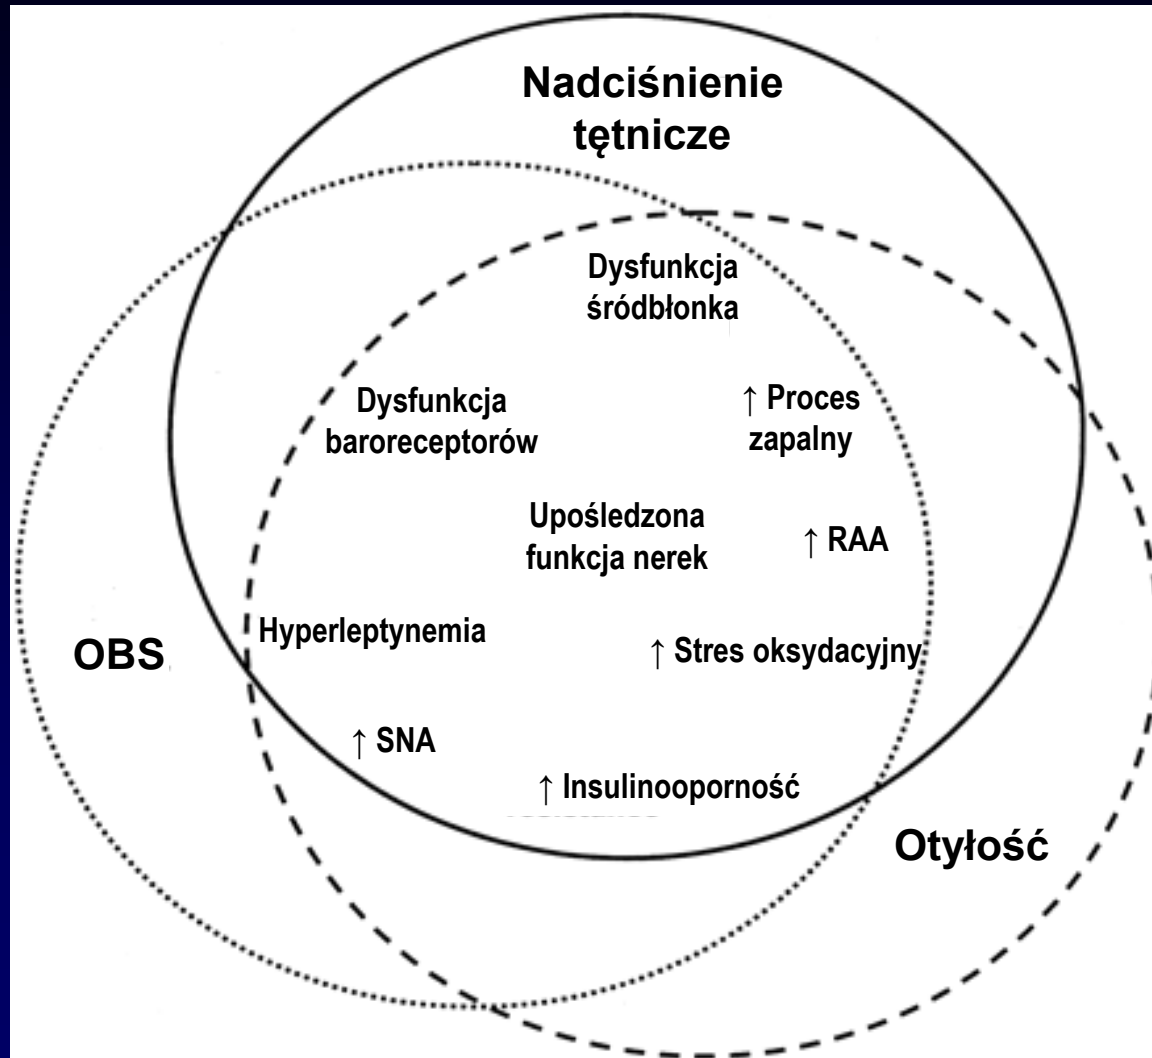 Nadciśnienie
tętnicze
Dysfunkcja
śródbłonka
Dysfunkcja
baroreceptorów
↑ Proces
zapalny
Upośledzona
funkcja nerek
↑ RAA
Hyperleptynemia
OBS
↑ Stres oksydacyjny
↑ SNA
↑ Insulinooporność
Otyłość